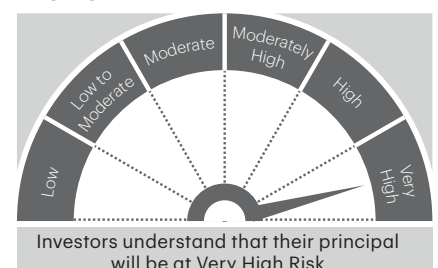 Low
Low to
Moderate
Moderate
Moderately
High
High
Very
High
Investors understand that their principal
will be at Very High Risk